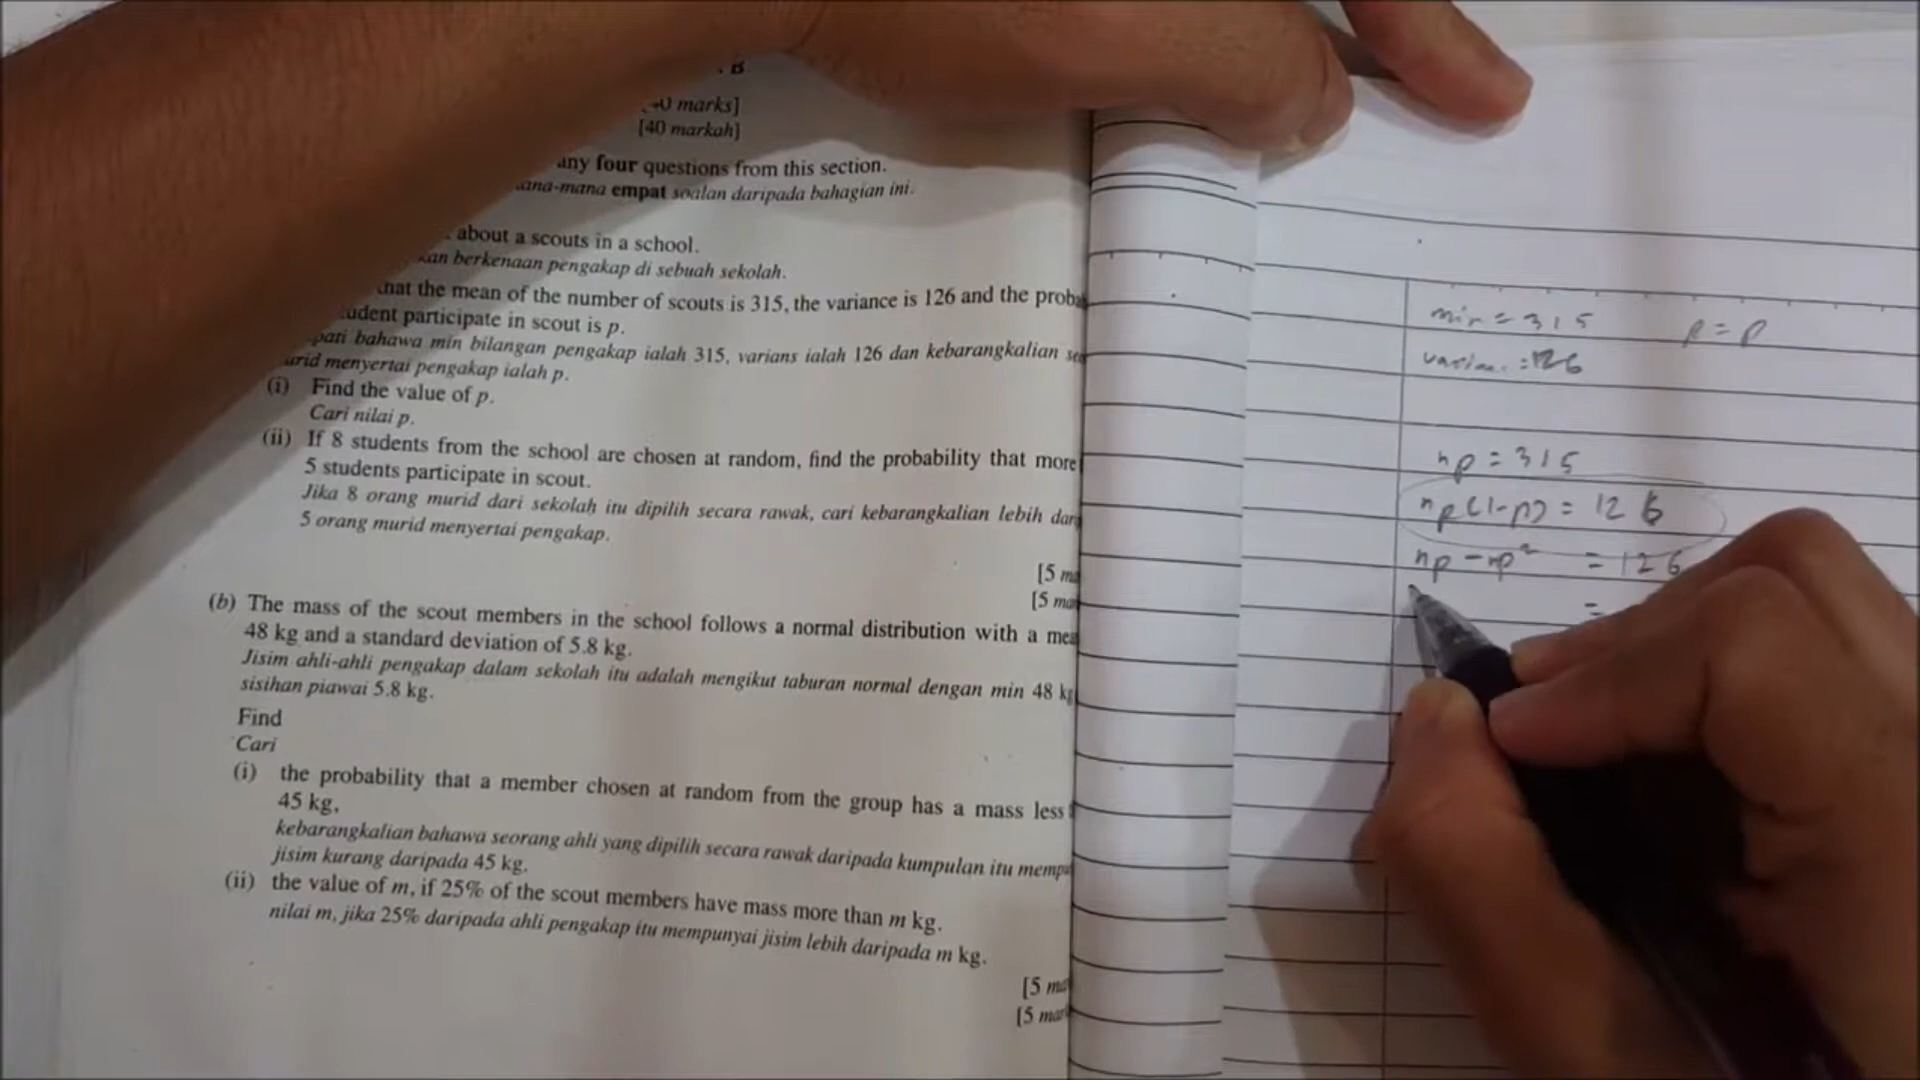 40 marks]
[40 markah]
any four questions from this section.
empat soalan daripada bahagian ini.
about a scouts in a school.
berkenaan pengakap di sebuah sekolah.
that the mean of the number of scouts is 315, the variance is 126 and the
participate in scout is p.
bahawa min bilangan pengakap ialah 315, varians ialah 126 dan kebarangkalian
menyertai pengakap ialah p.
(i) Find the value of p.
Cari nilai p.
(ii) If 8 students from the school are chosen at random, find the probability that more
5 students participate in scout.
Jika 8 orang murid dari sekolah itu dipilih secara rawak, cari kebarangkalian lebih
5 orang murid menyertai pengakap.
[5
[5
(b) The mass of the scout members in the school follows a normal distribution with a
48 kg and a standard deviation of 5.8 kg.
Jisim ahli-ahli pengakap dalam sekolah itu adalah mengikut taburan normal dengan min 48
sisihan piawai 5.8 kg.
Find
Cari
(i) the probability that a member chosen at random from the group has a mass less
45 kg,
kebarangkalian bahawa seorang ahli yang dipilih secara rawak daripada kumpulan itu
jisim kurang daripada 45 kg.
(ii) the value of m, if 25% of the scout members have mass more than m kg.
nilai m, jika 25% daripada ahli pengakap itu mempunyai jisim lebih daripada m kg.
[5
[5
min = 315 p = p
= 126
np = 315
np(1-p) = 126
np - np² = 126
=